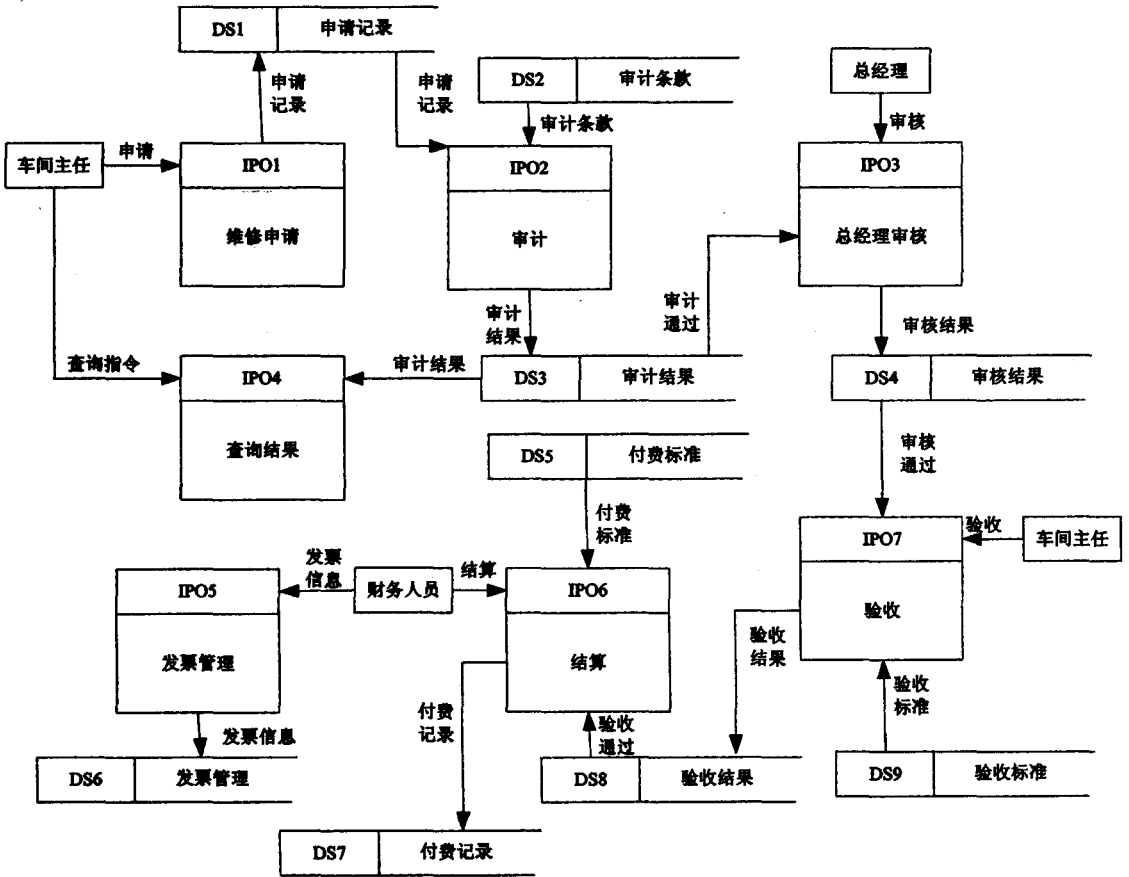 DS1 申请记录
DS2 审计条款
总经理
申请
记录
申请
记录
审计条款
审核
车间主任
申请
IPO1
维修申请
IPO2
审计
IPO3
总经理审核
审计
结果
审计
通过
审核结果
查询指令
IPO4
查询结果
审计结果
DS3 审计结果
DS4 审核结果
DS5 付费标准
审核
通过
付费
标准
IPO7
验收
验收
车间主任
发票
信息
财务人员
结算
IPO5
发票管理
IPO6
结算
验收
结果
验收
标准
付费
记录
验收
通过
发票信息
DS6 发票管理
DS8 验收结果
DS9 验收标准
DS7 付费记录